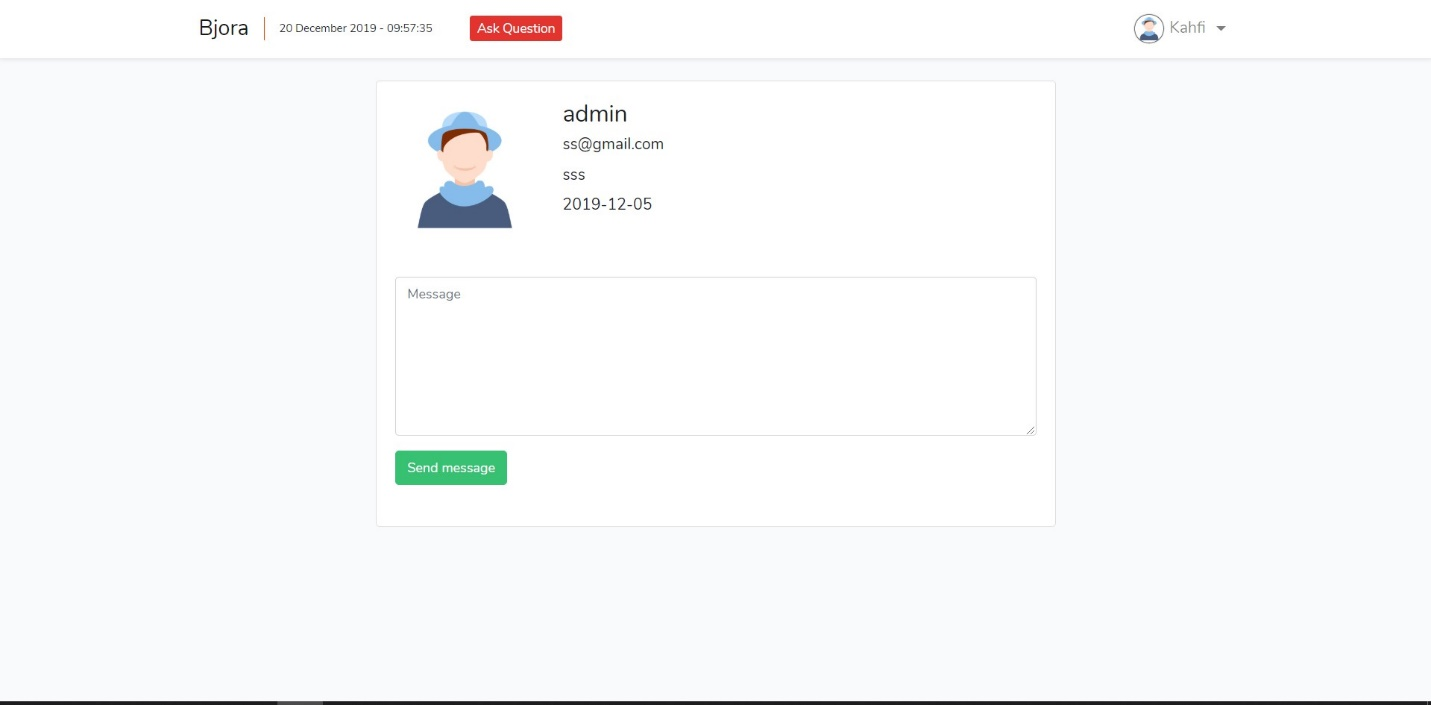 Bjora 20 December 2019 - 09:57:35 Ask Question Kahfi
admin
ss@gmail.com
sss
2019-12-05
Message
Send message